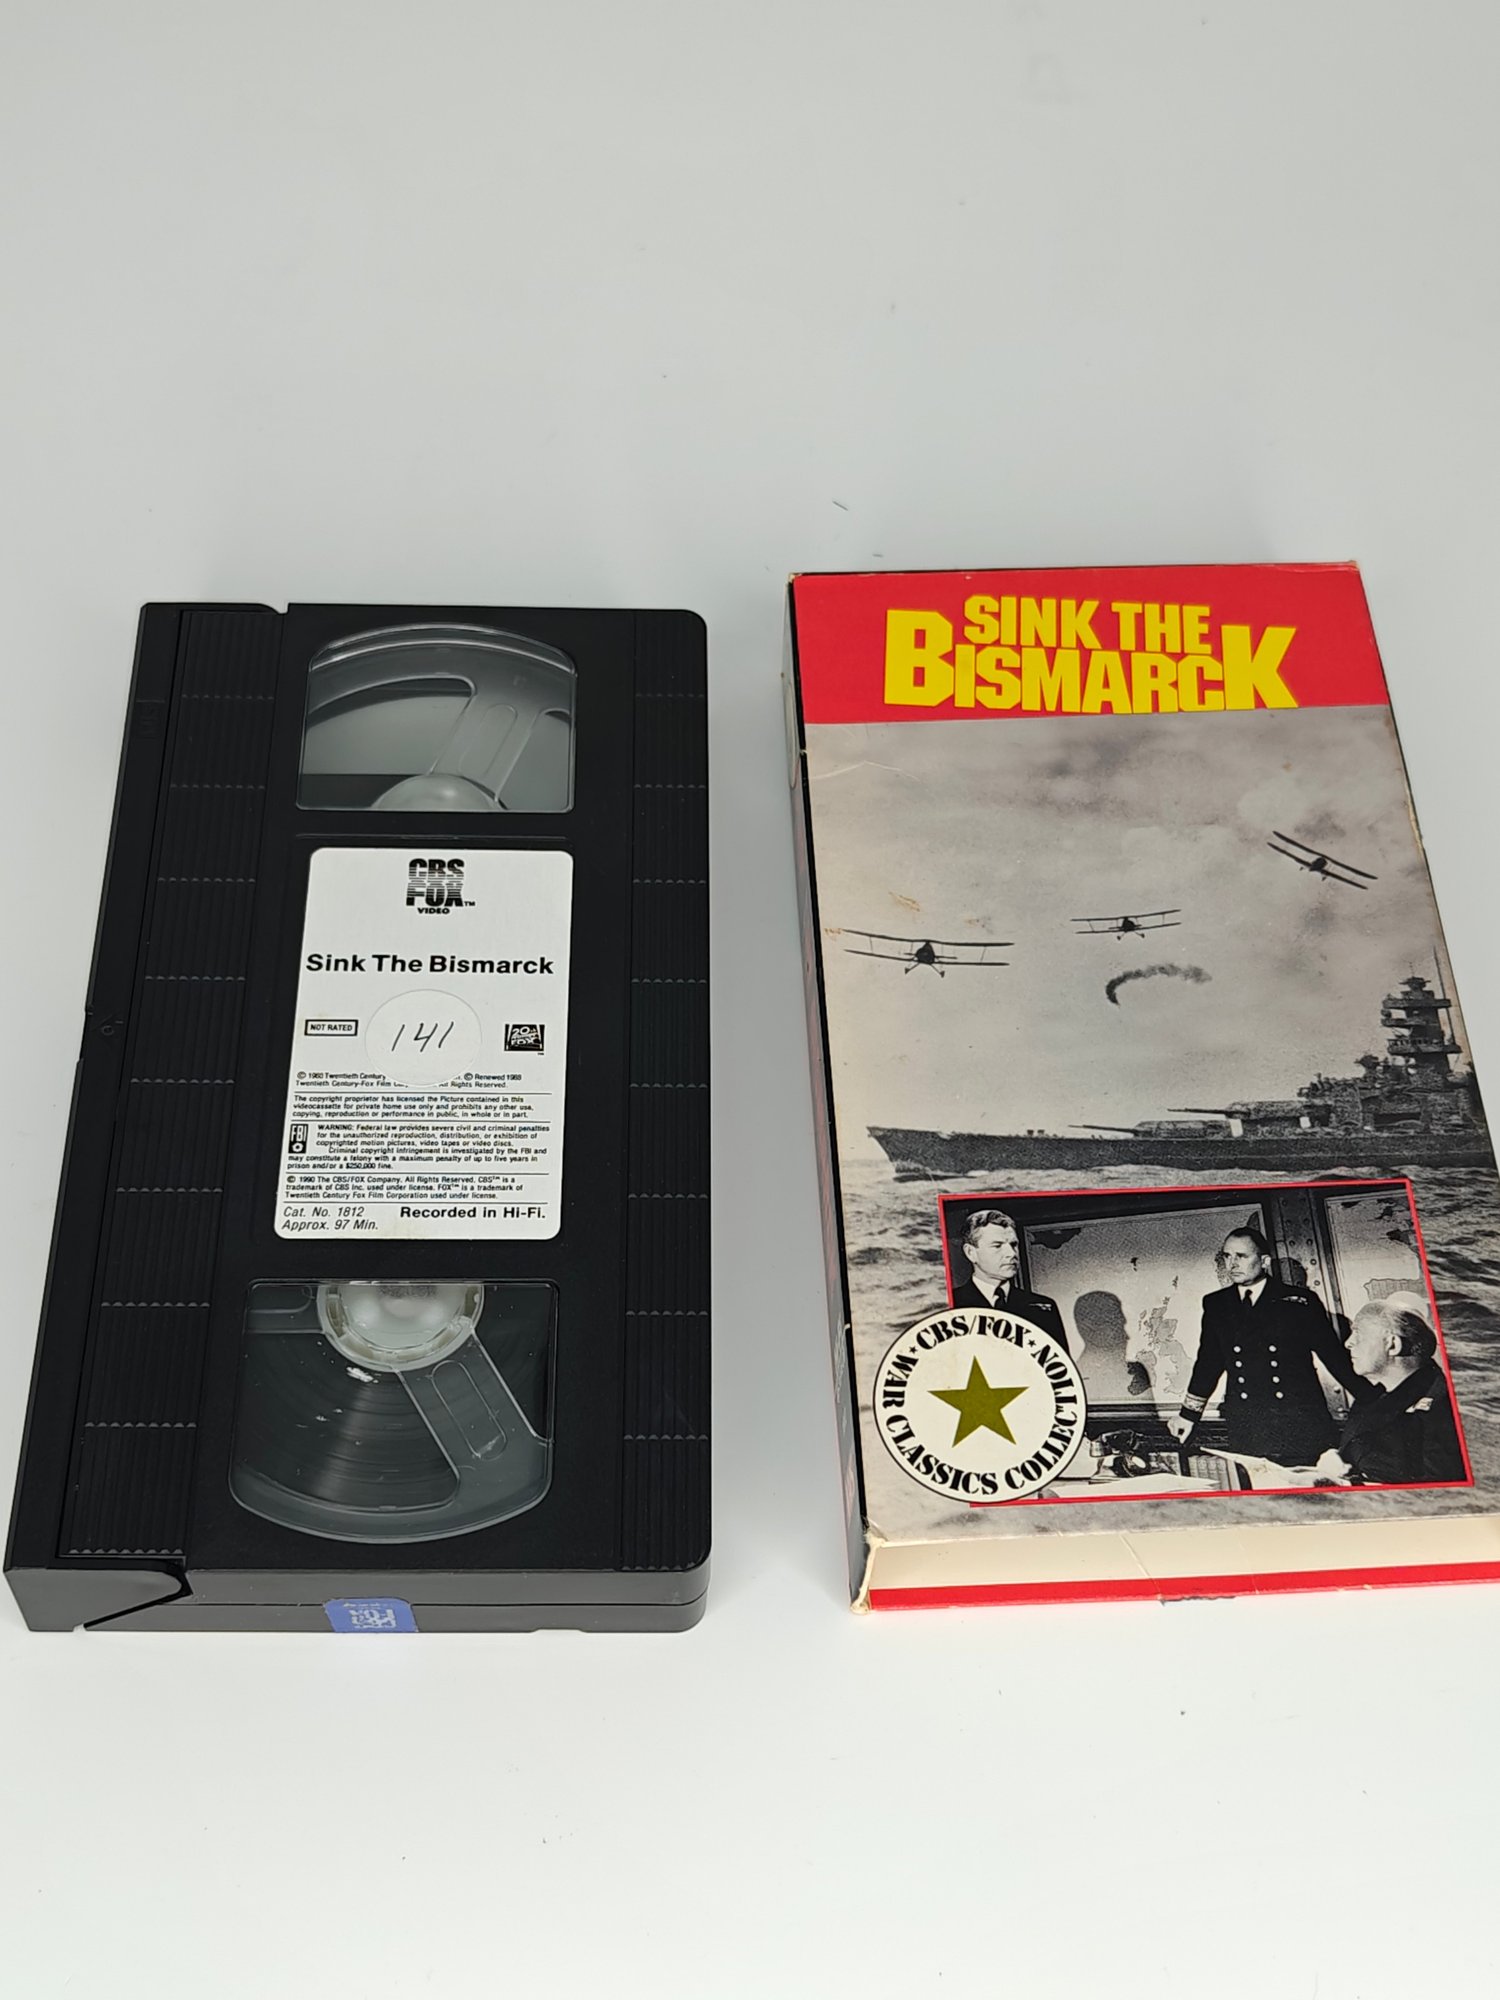 CBS
FOX™
VIDEO
Sink The Bismarck
NOT RATED
141
20th
CENTURY
FOX
© 1960 Twentieth Century © Renewed 1988
Twentieth Century-Fox Film All Rights Reserved.
The copyright proprietor has licensed the Picture contained in this
videocassette for private home use only and prohibits any other use,
copying, reproduction or performance in public, in whole or in part.
FBI
WARNING: Federal law provides severe civil and criminal penalties
for the unauthorized reproduction, distribution, or exhibition of
copyrighted motion pictures, video tapes or video discs.
Criminal copyright infringement is investigated by the FBI and
may constitute a felony with a maximum penalty of up to five years in
prison and/or a $250,000 fine.
© 1990 The CBS/FOX Company. All Rights Reserved. CBS™ is a
trademark of CBS Inc. used under license. FOX™ is a trademark of
Twentieth Century Fox Film Corporation used under license.
Cat. No. 1812 Recorded in Hi-Fi.
Approx. 97 Min.
SINK THE
BISMARCK
★ CBS/FOX ★
WAR CLASSICS COLLECTION